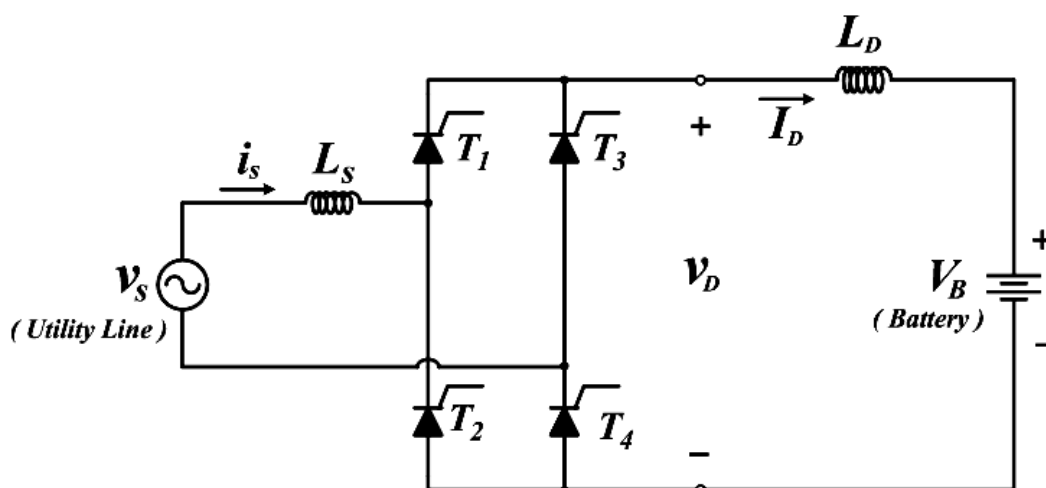 L_D
I_D
T_1
T_3
L_S
i_s
+
v_s
( Utility Line )
v_D
V_B
( Battery )
+
−
T_2
T_4
−